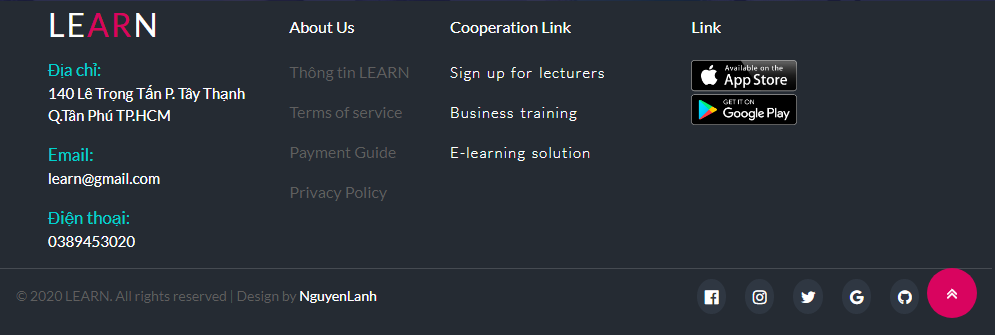 LEARN
Địa chỉ:
140 Lê Trọng Tấn P. Tây Thạnh
Q.Tân Phú TP.HCM
Email:
learn@gmail.com
Điện thoại:
0389453020
About Us
Thông tin LEARN
Terms of service
Payment Guide
Privacy Policy
Cooperation Link
Sign up for lecturers
Business training
E-learning solution
Link
Available on the
App Store
GET IT ON
Google Play
© 2020 LEARN. All rights reserved | Design by NguyenLanh